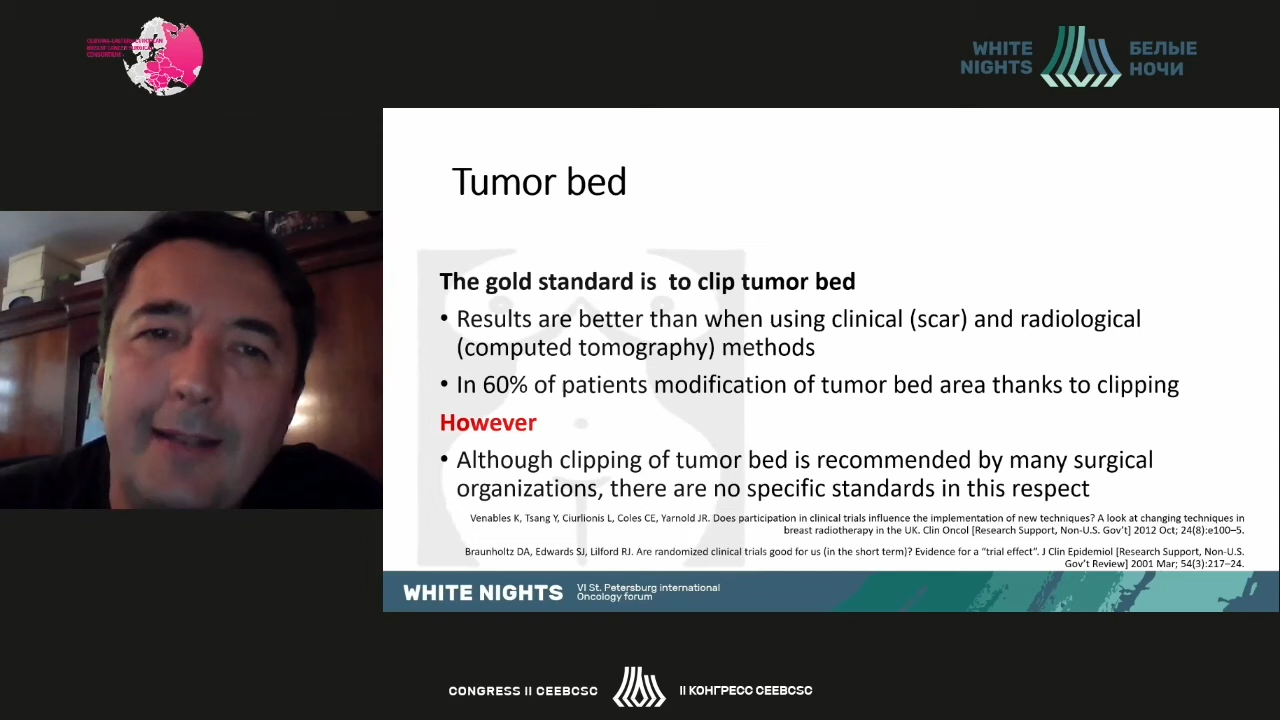 CENTRAL-EASTERN EUROPEAN
BREAST CANCER SURGICAL
CONSORTIUM
WHITE
NIGHTS
БЕЛЫЕ
НОЧИ
Tumor bed
The gold standard is to clip tumor bed
• Results are better than when using clinical (scar) and radiological
(computed tomography) methods
• In 60% of patients modification of tumor bed area thanks to clipping
However
• Although clipping of tumor bed is recommended by many surgical
organizations, there are no specific standards in this respect
Venables K, Tsang Y, Ciurlionis L, Coles CE, Yarnold JR. Does participation in clinical trials influence the implementation of new techniques? A look at changing techniques in
breast radiotherapy in the UK. Clin Oncol [Research Support, Non-U.S. Gov't] 2012 Oct; 24(8):e100–5.
Braunholtz DA, Edwards SJ, Lilford RJ. Are randomized clinical trials good for us (in the short term)? Evidence for a “trial effect”. J Clin Epidemiol [Research Support, Non-U.S.
Gov't Review] 2001 Mar; 54(3):217–24.
WHITE NIGHTS
VI St. Petersburg international
Oncology forum
CONGRESS II CEEBCSC
II КОНГРЕСС CEEBCSC